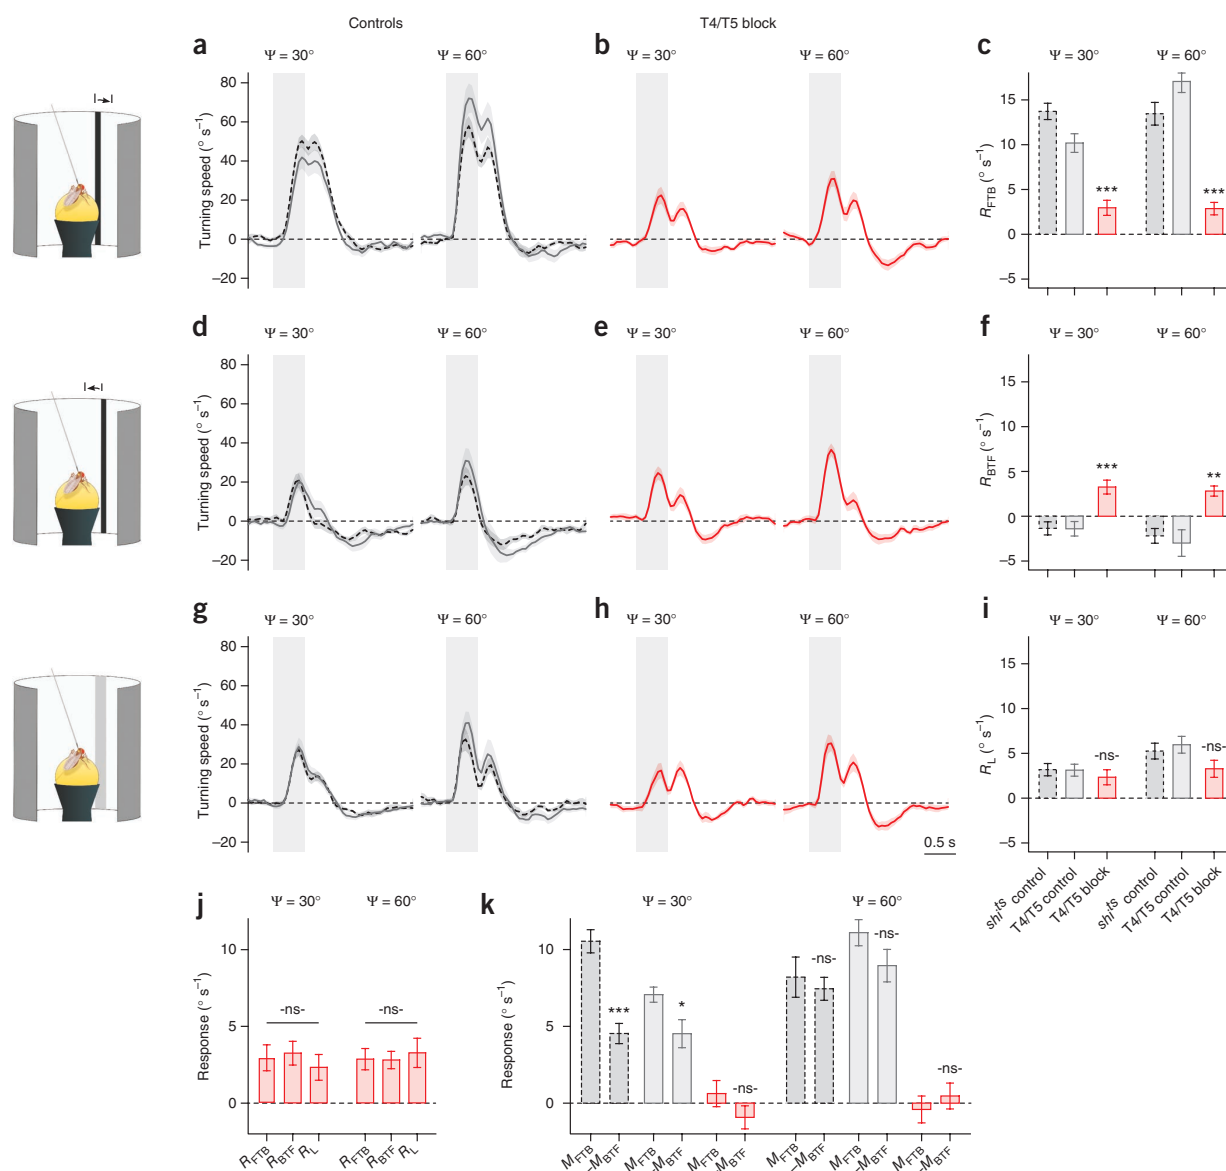 Controls
T4/T5 block
a
Ψ = 30°
Ψ = 60°
Turning speed (° s⁻¹)
80
60
40
20
0
−20
b
Ψ = 30°
Ψ = 60°
c
Ψ = 30°
Ψ = 60°
R_FTB (° s⁻¹)
15
10
5
0
−5
***
***
d
Ψ = 30°
Ψ = 60°
Turning speed (° s⁻¹)
80
60
40
20
0
−20
e
Ψ = 30°
Ψ = 60°
f
Ψ = 30°
Ψ = 60°
R_BTF (° s⁻¹)
15
10
5
0
−5
***
**
g
Ψ = 30°
Ψ = 60°
Turning speed (° s⁻¹)
80
60
40
20
0
−20
h
Ψ = 30°
Ψ = 60°
0.5 s
i
Ψ = 30°
Ψ = 60°
R_L (° s⁻¹)
15
10
5
0
−5
-ns-
-ns-
shi^ts control
T4/T5 control
T4/T5 block
shi^ts control
T4/T5 control
T4/T5 block
j
Ψ = 30°
Ψ = 60°
Response (° s⁻¹)
10
5
0
-ns-
-ns-
R_FTB
R_BTF
R_L
R_FTB
R_BTF
R_L
k
Ψ = 30°
Ψ = 60°
Response (° s⁻¹)
10
5
0
***
*
-ns-
-ns-
-ns-
-ns-
M_FTB
−M_BTF
M_FTB
−M_BTF
M_FTB
−M_BTF
M_FTB
−M_BTF
M_FTB
−M_BTF
M_FTB
−M_BTF